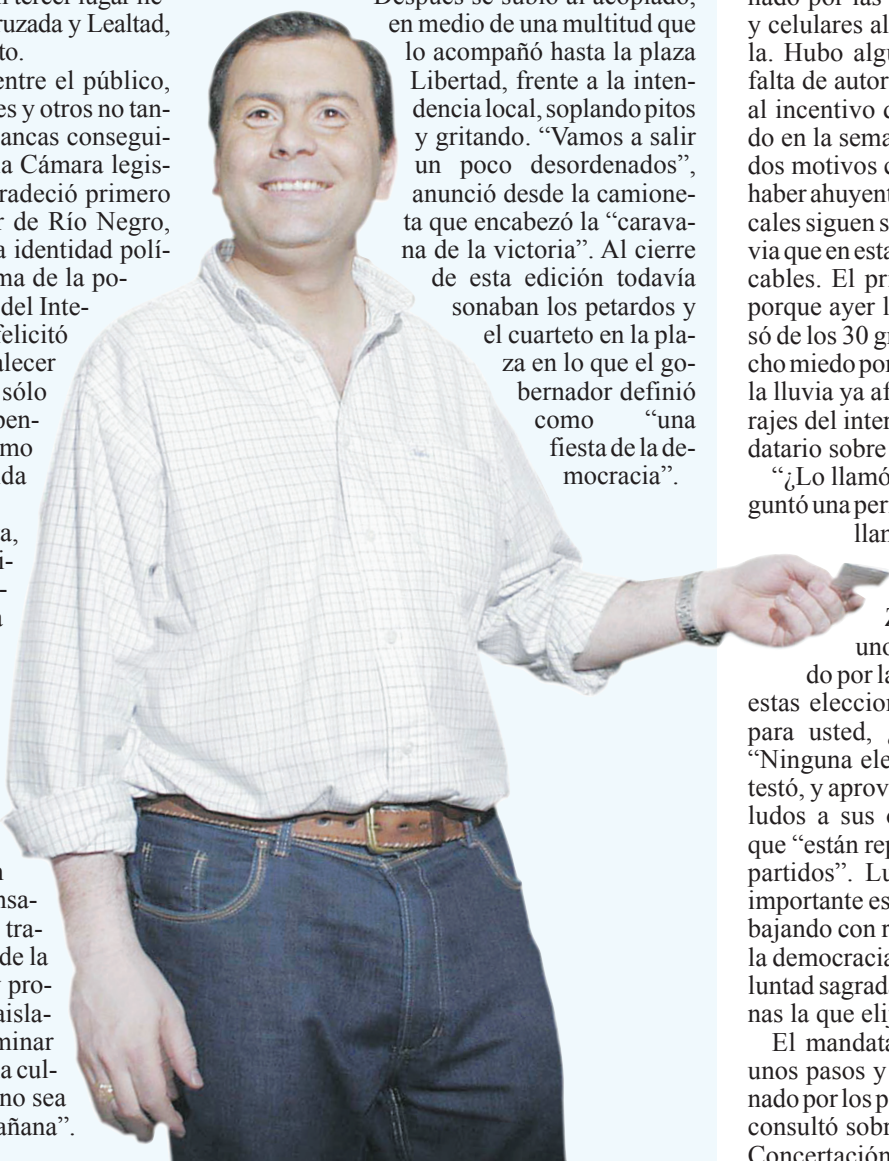 tercer lugar
ruzada y Lealtad,
to.
entre el público,
es y otros no tan-
ancas consegui-
a Cámara legis-
radeció primero
r de Río Negro,
a identidad polí-
ma de la po-
del Inte-
felicitó
alecer
sólo
pen-
mo
da
a,
i-
-
a
n
nsa-
tra-
de la
pro-
aisla-
minar
a cul-
no sea
añana”.
Después se subió al acoplado,
en medio de una multitud que
lo acompañó hasta la plaza
Libertad, frente a la inten-
dencia local, soplando pitos
y gritando. “Vamos a salir
un poco desordenados”,
anunció desde la camione-
ta que encabezó la “carava-
na de la victoria”. Al cierre
de esta edición todavía
sonaban los petardos y
el cuarteto en la pla-
za en lo que el go-
bernador definió
como “una
fiesta de la de-
mocracia”.
nado por las
y celulares al
la. Hubo algu
falta de autor
al incentivo c
do en la sema
dos motivos c
haber ahuyent
cales siguen s
via que en esta
cables. El pri
porque ayer l
só de los 30 gr
cho miedo por
la lluvia ya af
rajes del inter
datario sobre
“¿Lo llamó
guntó una per
llan
Z
uno
do por la
estas eleccion
para usted, ¿
“Ninguna ele
testó, y aprov
ludos a sus c
que “están rep
partidos”. Lu
importante es
bajando con r
la democracia
luntad sagrada
nas la que elij
El mandata
unos pasos y
nado por los p
consultó sobr
Concertación